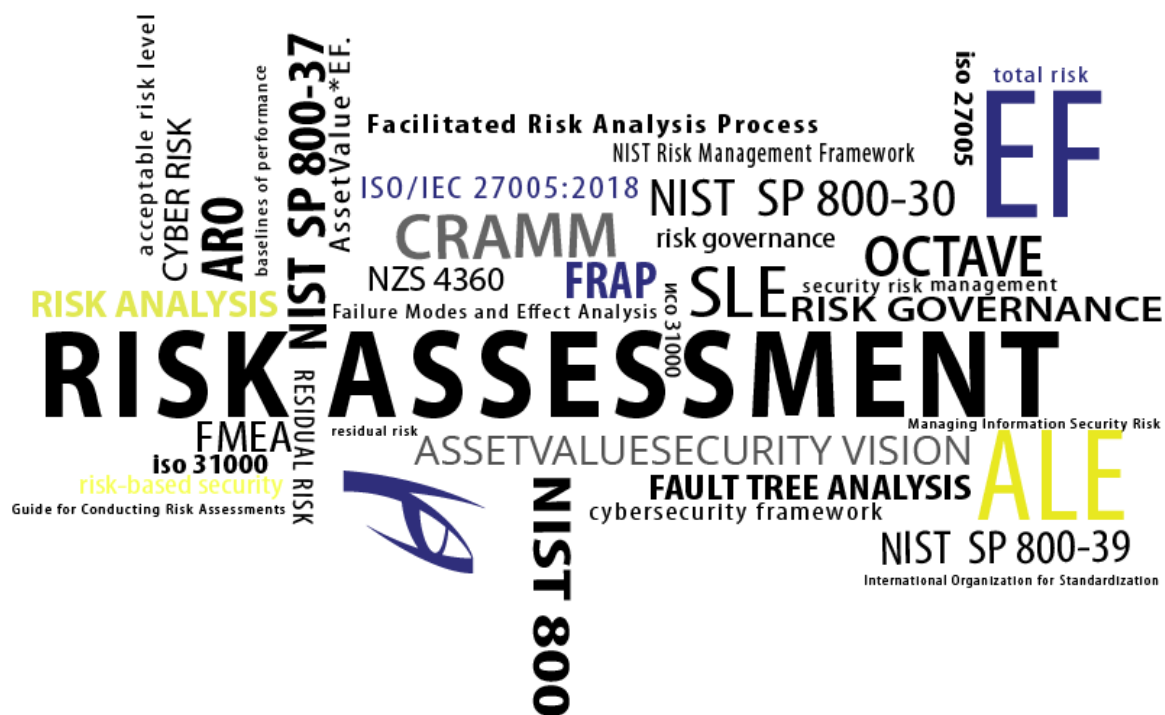 acceptable risk level
CYBER RISK
ARO
baselines of performance
NIST SP 800-37
AssetValue*EF.
Facilitated Risk Analysis Process
NIST Risk Management Framework
iso 27005
total risk
EF
ISO/IEC 27005:2018
NIST SP 800-30
CRAMM
risk governance
OCTAVE
NZS 4360
FRAP
исо 31000
SLE
security risk management
RISK ANALYSIS
Failure Modes and Effect Analysis
RISK GOVERNANCE
RISK ASSESSMENT
RESIDUAL RISK
Managing Information Security Risk
FMEA
residual risk
ASSETVALUESECURITY VISION
ALE
iso 31000
risk-based security
FAULT TREE ANALYSIS
Guide for Conducting Risk Assessments
cybersecurity framework
NIST 800
NIST SP 800-39
International Organization for Standardization